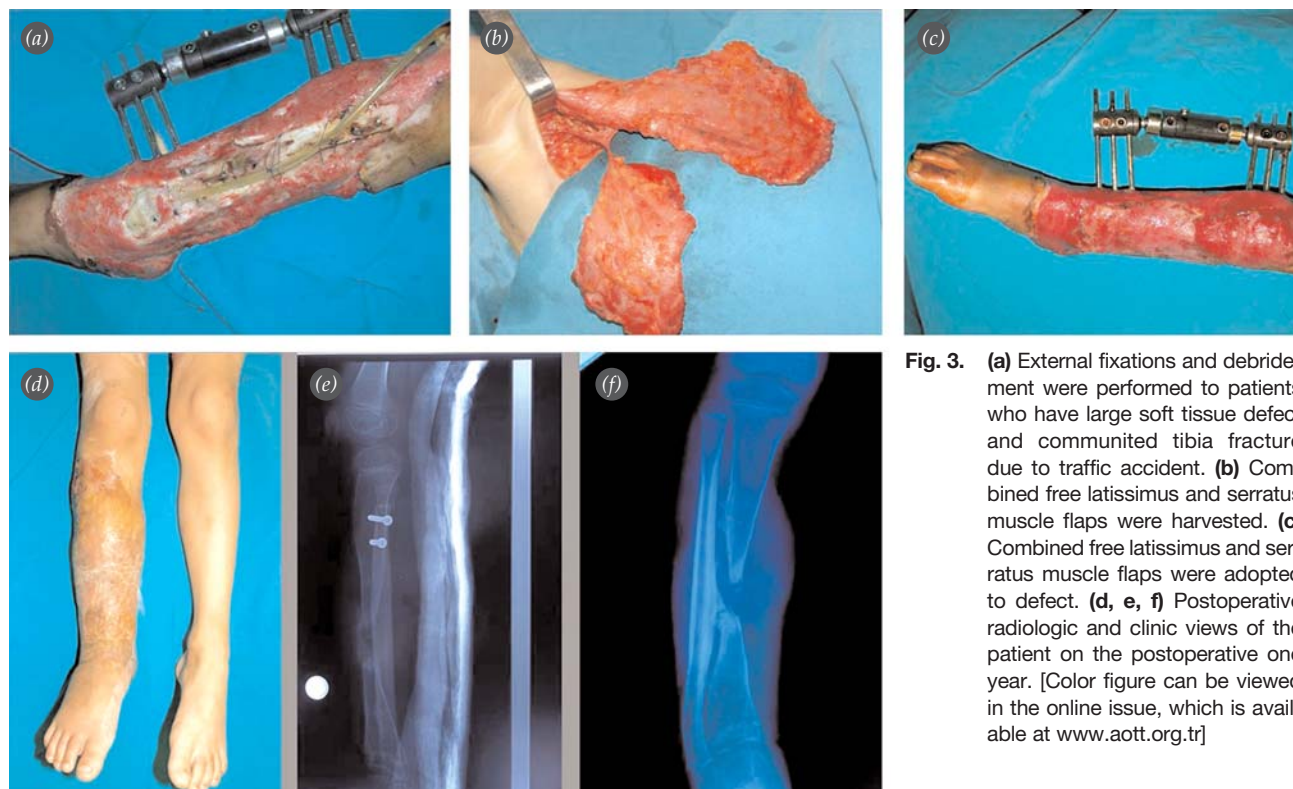 (a)
(b)
(c)
(d)
(e)
(f)
Fig. 3. (a) External fixations and debride
ment were performed to patients
who have large soft tissue defec
and communited tibia fracture
due to traffic accident. (b) Com
bined free latissimus and serratus
muscle flaps were harvested. (c
Combined free latissimus and ser
ratus muscle flaps were adopted
to defect. (d, e, f) Postoperative
radiologic and clinic views of the
patient on the postoperative one
year. [Color figure can be viewed
in the online issue, which is avail
able at www.aott.org.tr]